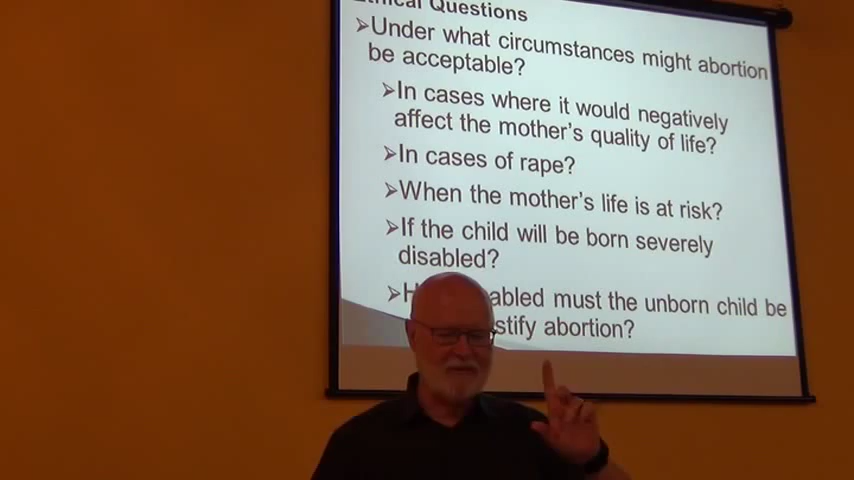 Ethical Questions
➢Under what circumstances might abortion
be acceptable?
➢In cases where it would negatively
affect the mother's quality of life?
➢In cases of rape?
➢When the mother's life is at risk?
➢If the child will be born severely
disabled?
➢H abled must the unborn child be
stify abortion?